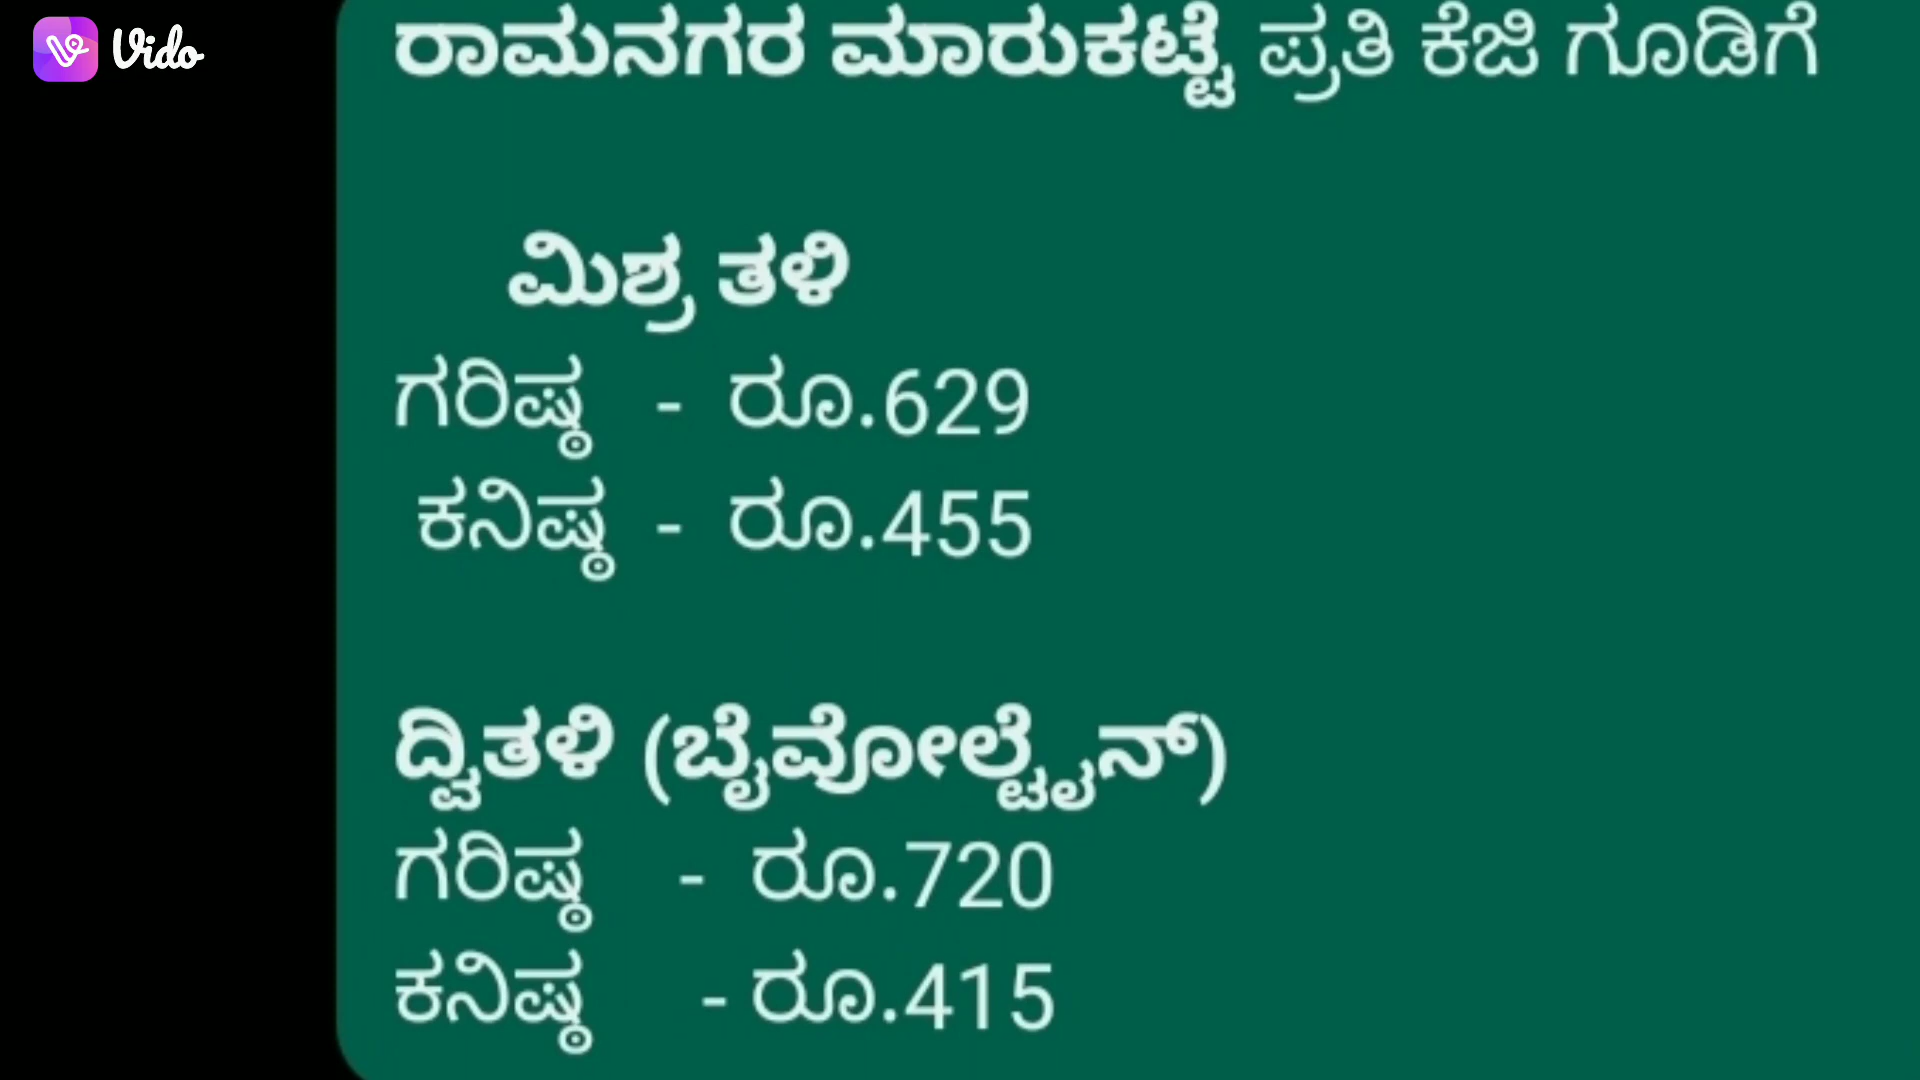 Vido
ರಾಮನಗರ ಮಾರುಕಟ್ಟೆ ಪ್ರತಿ ಕೆಜಿ ಗೂಡಿಗೆ
ಮಿಶ್ರ ತಳಿ
ಗರಿಷ್ಠ - ರೂ.629
ಕನಿಷ್ಠ - ರೂ.455
ದ್ವಿತಳಿ (ಬೈವೋಲ್ಟೈನ್)
ಗರಿಷ್ಠ - ರೂ.720
ಕನಿಷ್ಠ - ರೂ.415